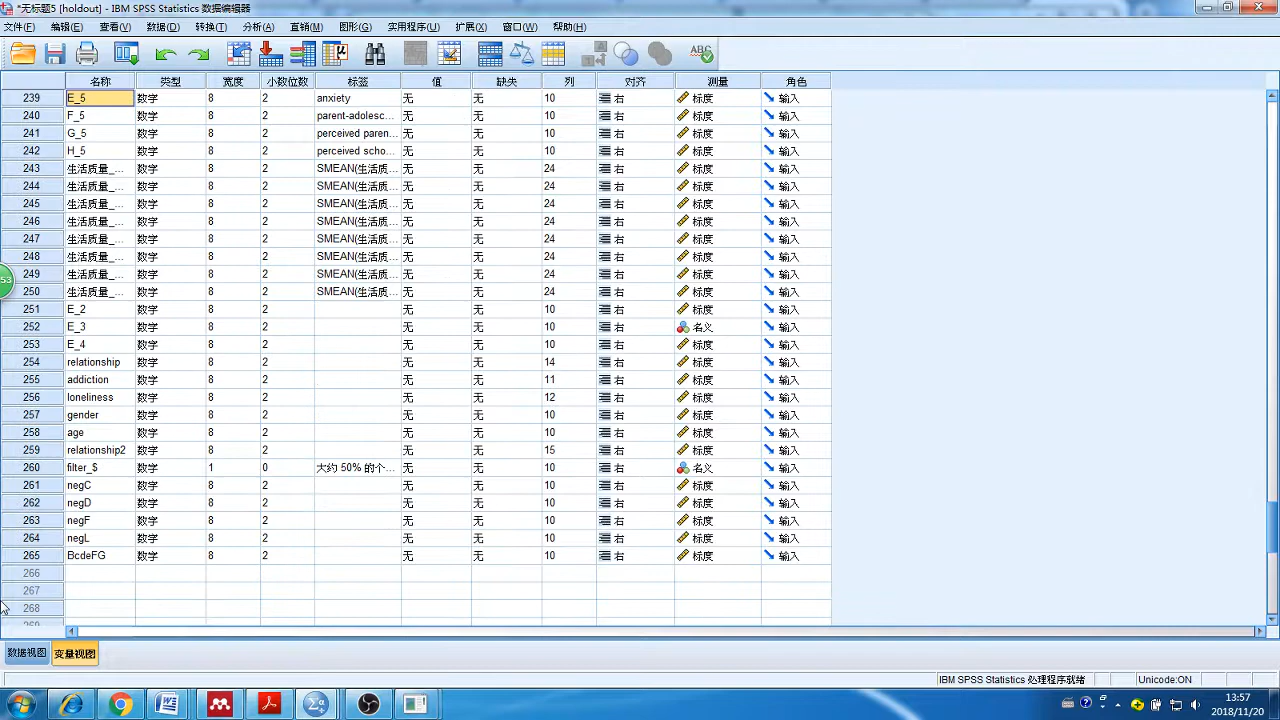 *无标题5 [holdout] - IBM SPSS Statistics 数据编辑器
文件(F) 编辑(E) 查看(V) 数据(D) 转换(T) 分析(A) 直销(M) 图形(G) 实用程序(U) 扩展(X) 窗口(W) 帮助(H)
名称 类型 宽度 小数位数 标签 值 缺失 列 对齐 测量 角色
239 E_5 数字 8 2 anxiety 无 无 10 右 标度 输入
240 F_5 数字 8 2 parent-adolesc... 无 无 10 右 标度 输入
241 G_5 数字 8 2 perceived paren... 无 无 10 右 标度 输入
242 H_5 数字 8 2 perceived scho... 无 无 10 右 标度 输入
243 生活质量_... 数字 8 2 SMEAN(生活质... 无 无 24 右 标度 输入
244 生活质量_... 数字 8 2 SMEAN(生活质... 无 无 24 右 标度 输入
245 生活质量_... 数字 8 2 SMEAN(生活质... 无 无 24 右 标度 输入
246 生活质量_... 数字 8 2 SMEAN(生活质... 无 无 24 右 标度 输入
247 生活质量_... 数字 8 2 SMEAN(生活质... 无 无 24 右 标度 输入
248 生活质量_... 数字 8 2 SMEAN(生活质... 无 无 24 右 标度 输入
249 生活质量_... 数字 8 2 SMEAN(生活质... 无 无 24 右 标度 输入
250 生活质量_... 数字 8 2 SMEAN(生活质... 无 无 24 右 标度 输入
251 E_2 数字 8 2 无 无 10 右 标度 输入
252 E_3 数字 8 2 无 无 10 右 名义 输入
253 E_4 数字 8 2 无 无 10 右 标度 输入
254 relationship 数字 8 2 无 无 14 右 标度 输入
255 addiction 数字 8 2 无 无 11 右 标度 输入
256 loneliness 数字 8 2 无 无 12 右 标度 输入
257 gender 数字 8 2 无 无 10 右 标度 输入
258 age 数字 8 2 无 无 10 右 标度 输入
259 relationship2 数字 8 2 无 无 15 右 标度 输入
260 filter_$ 数字 1 0 大约 50% 的个... 无 无 10 右 名义 输入
261 negC 数字 8 2 无 无 10 右 标度 输入
262 negD 数字 8 2 无 无 10 右 标度 输入
263 negF 数字 8 2 无 无 10 右 标度 输入
264 negL 数字 8 2 无 无 10 右 标度 输入
265 BcdeFG 数字 8 2 无 无 10 右 标度 输入
266
267
268
269
数据视图 变量视图
IBM SPSS Statistics 处理程序就绪 Unicode:ON
13:57
2018/11/20
53
ABC